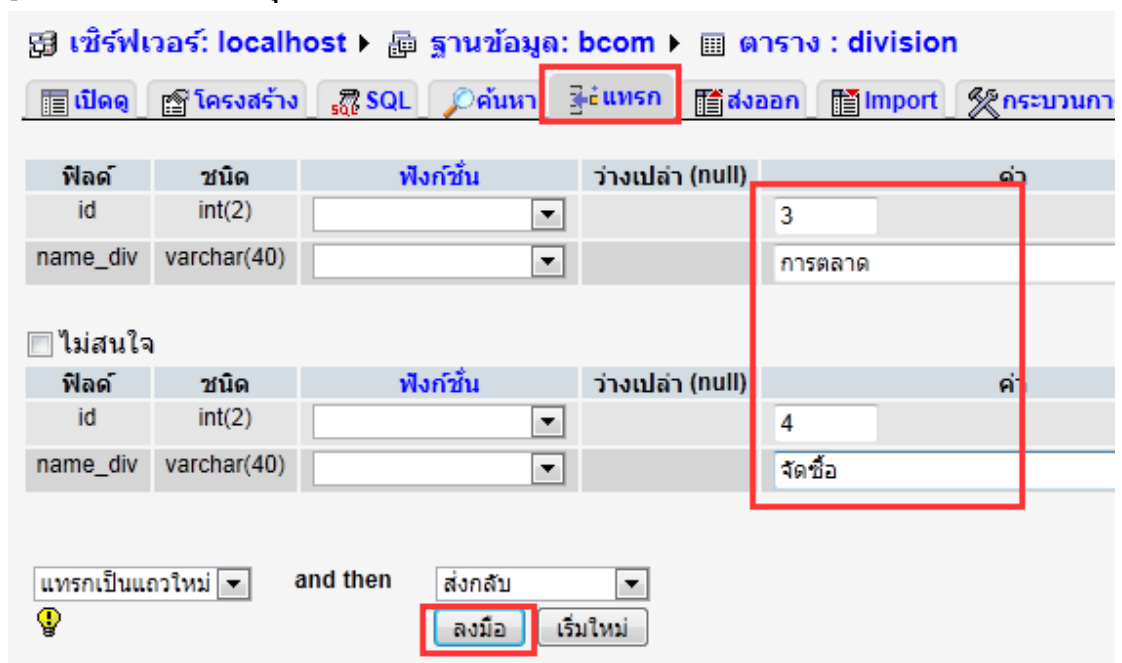 เซิร์ฟเวอร์: localhost ฐานข้อมูล: bcom ตาราง : division
เปิดดู โครงสร้าง SQL ค้นหา แทรก ส่งออก Import
ฟิลด์ ชนิด ฟังก์ชั่น ว่างเปล่า (null) ค่า
id int(2) 3
name_div varchar(40) การตลาด
ไม่สนใจ
ฟิลด์ ชนิด ฟังก์ชั่น ว่างเปล่า (null) ค่า
id int(2) 4
name_div varchar(40) จัดซื้อ
แทรกเป็นแถวใหม่ and then ส่งกลับ
ลงมือ เริ่มใหม่